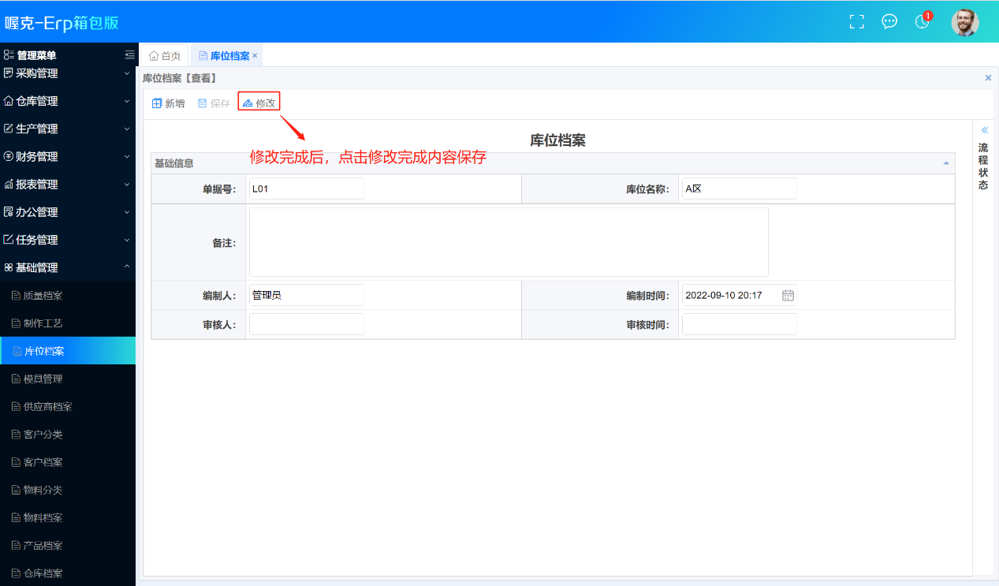 喔克-Erp箱包版
1
管理菜单
首页
库位档案 ×
采购管理
仓库管理
生产管理
财务管理
报表管理
办公管理
任务管理
基础管理
质量档案
制作工艺
库位档案
模具管理
供应商档案
客户分类
客户档案
物料分类
物料档案
产品档案
仓库档案
库位档案【查看】
新增 保存 修改
库位档案
修改完成后，点击修改完成内容保存
基础信息
单据号： L01 库位名称： A区
备注：
编制人： 管理员 编制时间： 2022-09-10 20:17
审核人： 审核时间：
流程状态